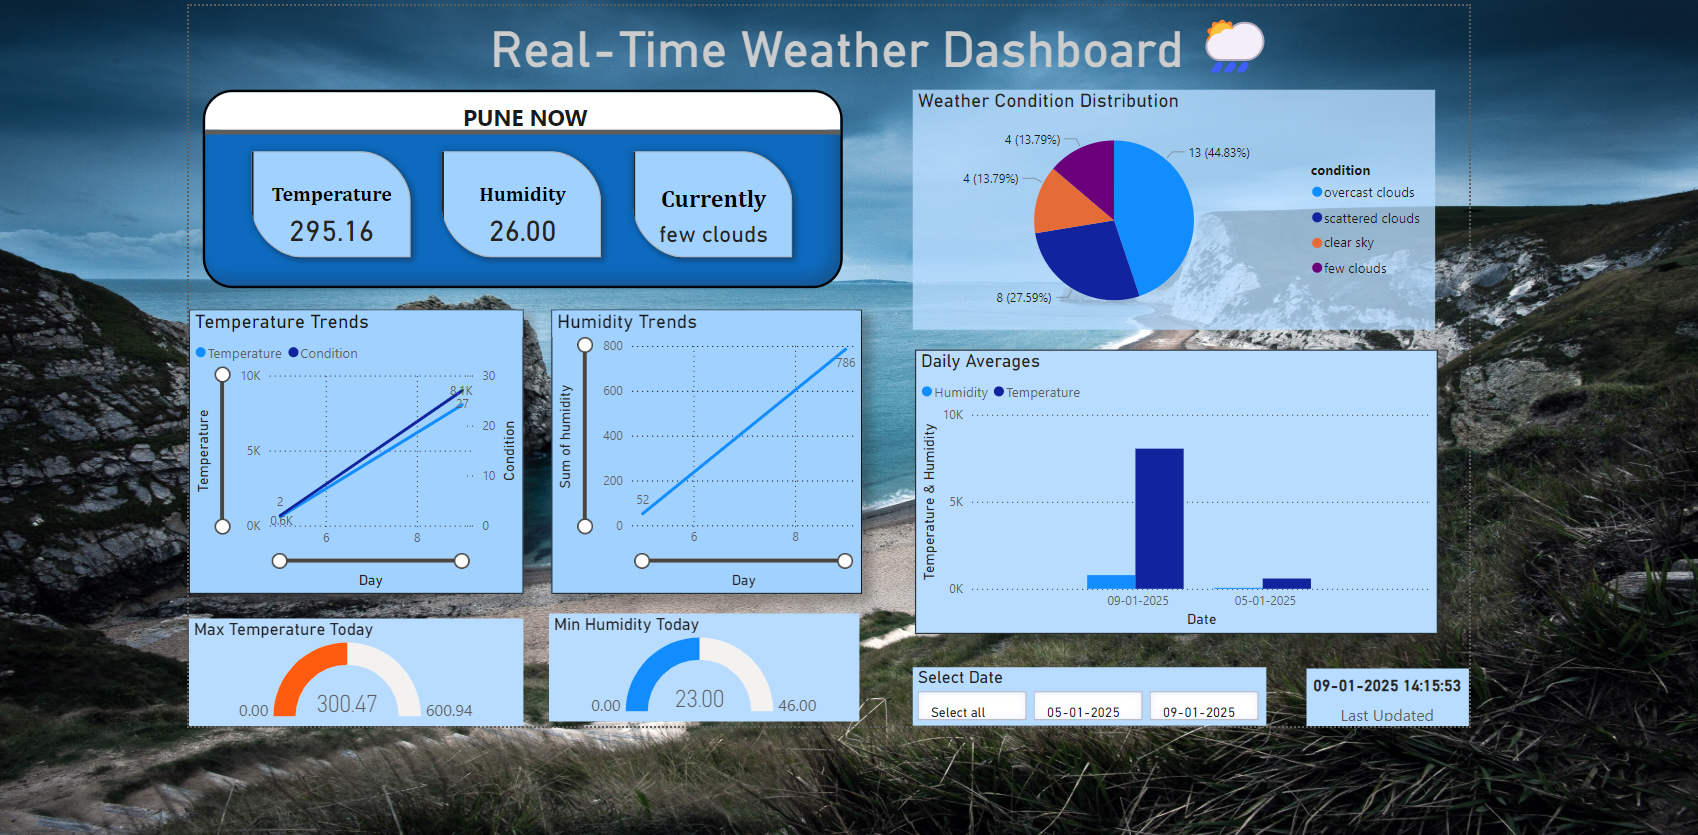 Real-Time Weather Dashboard
PUNE NOW
Temperature
295.16
Humidity
26.00
Currently
few clouds
Weather Condition Distribution
4 (13.79%)
13 (44.83%)
4 (13.79%)
8 (27.59%)
condition
overcast clouds
scattered clouds
clear sky
few clouds
Temperature Trends
Temperature Condition
10K
5K
0K
30
20
10
0
8.1K
27
2
0.6K
6 8
Temperature
Condition
Day
Humidity Trends
800
600
400
200
0
786
52
6 8
Sum of humidity
Day
Daily Averages
Humidity Temperature
10K
5K
0K
Temperature & Humidity
09-01-2025 05-01-2025
Date
Max Temperature Today
0.00 300.47 600.94
Min Humidity Today
0.00 23.00 46.00
Select Date
Select all 05-01-2025 09-01-2025
09-01-2025 14:15:53
Last Updated